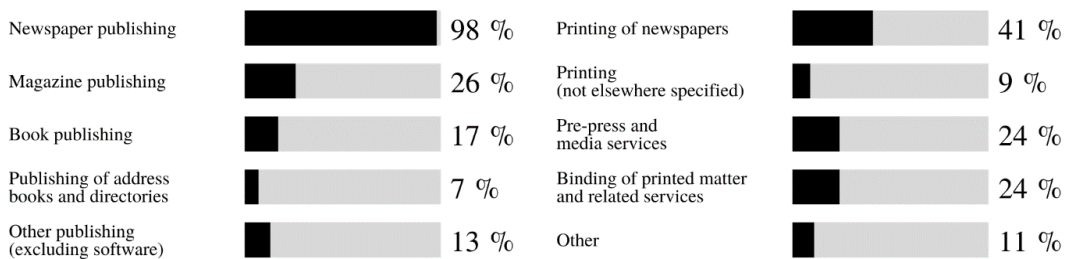 Newspaper publishing 98 %
Magazine publishing 26 %
Book publishing 17 %
Publishing of address
books and directories 7 %
Other publishing
(excluding software) 13 %
Printing of newspapers 41 %
Printing
(not elsewhere specified) 9 %
Pre-press and
media services 24 %
Binding of printed matter
and related services 24 %
Other 11 %